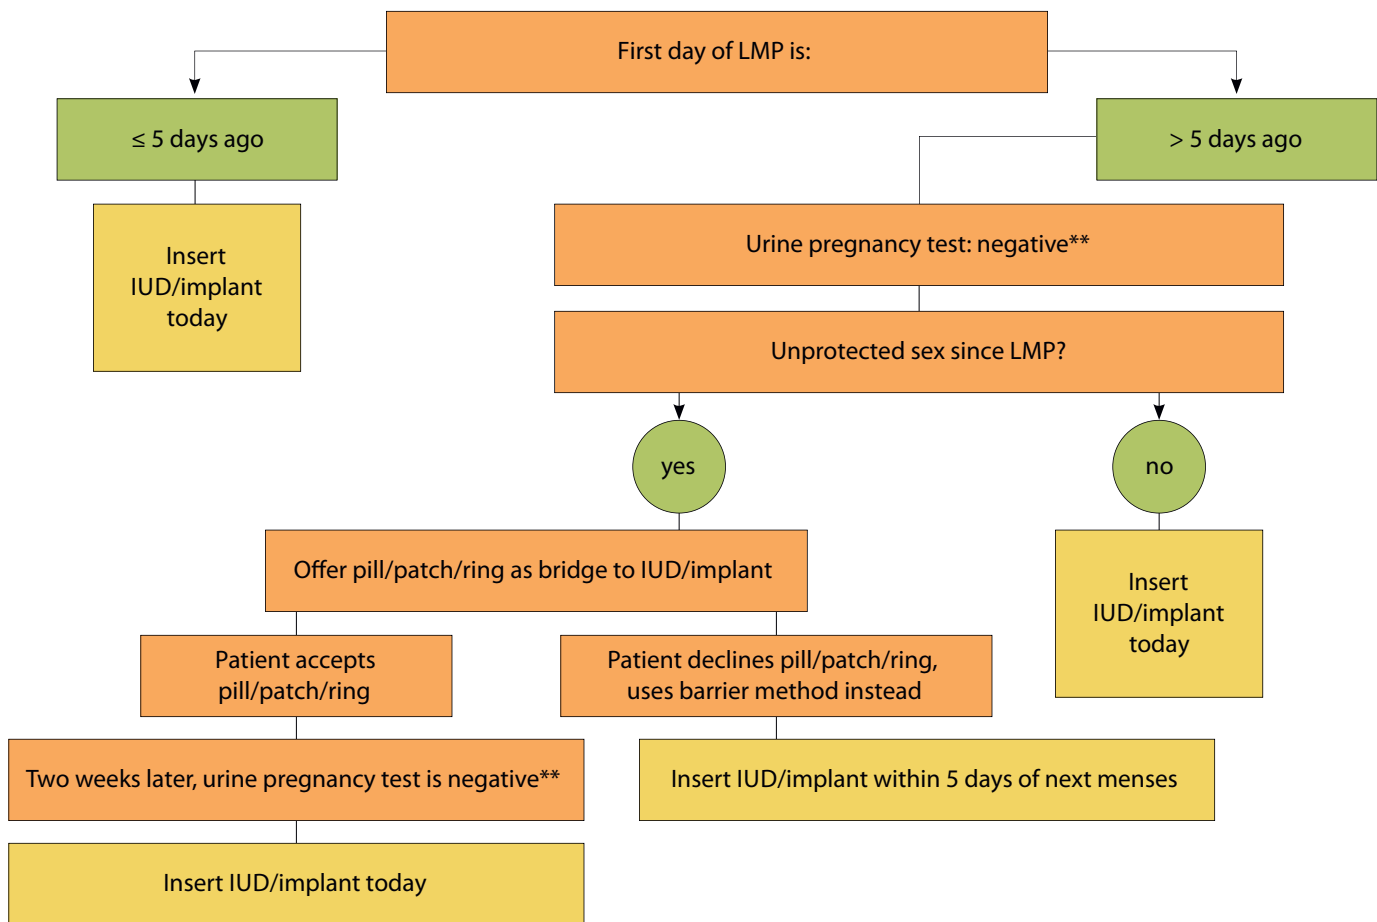 First day of LMP is:
≤ 5 days ago
> 5 days ago
Insert
IUD/implant
today
Urine pregnancy test: negative**
Unprotected sex since LMP?
yes
no
Offer pill/patch/ring as bridge to IUD/implant
Insert
IUD/implant
today
Patient accepts
pill/patch/ring
Patient declines pill/patch/ring,
uses barrier method instead
Two weeks later, urine pregnancy test is negative**
Insert IUD/implant within 5 days of next menses
Insert IUD/implant today